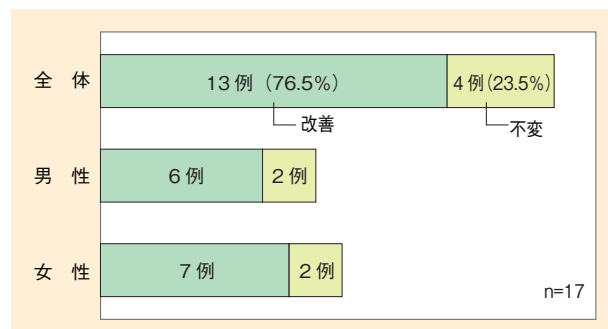 全 体
13 例（76.5%）
4 例(23.5%)
改善
不変
男 性
6 例
2 例
女 性
7 例
2 例
n=17